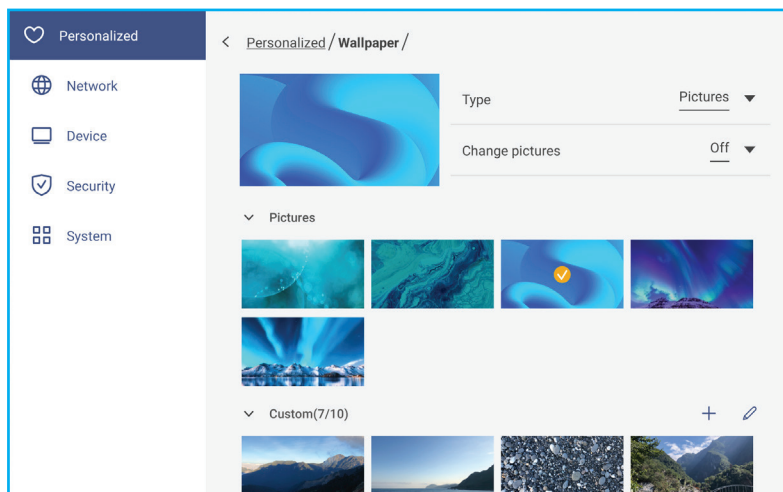 Personalized
Network
Device
Security
System
Personalized / Wallpaper /
Type Pictures
Change pictures Off
Pictures
Custom(7/10)